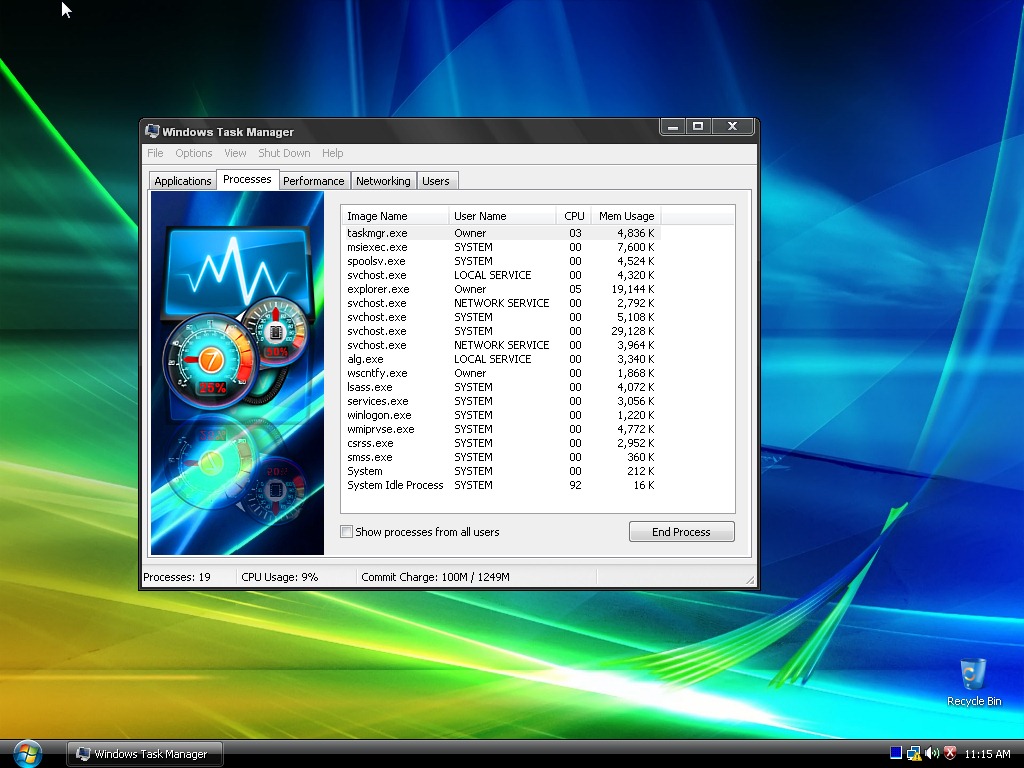 Windows Task Manager
File Options View Shut Down Help
Applications Processes Performance Networking Users
Image Name User Name CPU Mem Usage
taskmgr.exe Owner 03 4,836 K
msiexec.exe SYSTEM 00 7,600 K
spoolsv.exe SYSTEM 00 4,524 K
svchost.exe LOCAL SERVICE 00 4,320 K
explorer.exe Owner 05 19,144 K
svchost.exe NETWORK SERVICE 00 2,792 K
svchost.exe SYSTEM 00 5,108 K
svchost.exe SYSTEM 00 29,128 K
svchost.exe NETWORK SERVICE 00 3,964 K
alg.exe LOCAL SERVICE 00 3,340 K
wscntfy.exe Owner 00 1,868 K
lsass.exe SYSTEM 00 4,072 K
services.exe SYSTEM 00 3,056 K
winlogon.exe SYSTEM 00 1,220 K
wmiprvse.exe SYSTEM 00 4,772 K
csrss.exe SYSTEM 00 2,952 K
smss.exe SYSTEM 00 360 K
System SYSTEM 00 212 K
System Idle Process SYSTEM 92 16 K
7
Show processes from all users End Process
Processes: 19 CPU Usage: 9% Commit Charge: 100M / 1249M
Recycle Bin
Windows Task Manager 11:15 AM